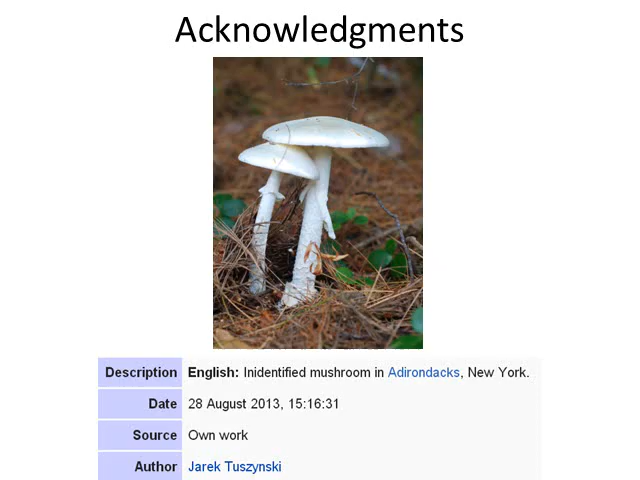 Acknowledgments
Description English: Inidentified mushroom in Adirondacks, New York.
Date 28 August 2013, 15:16:31
Source Own work
Author Jarek Tuszynski